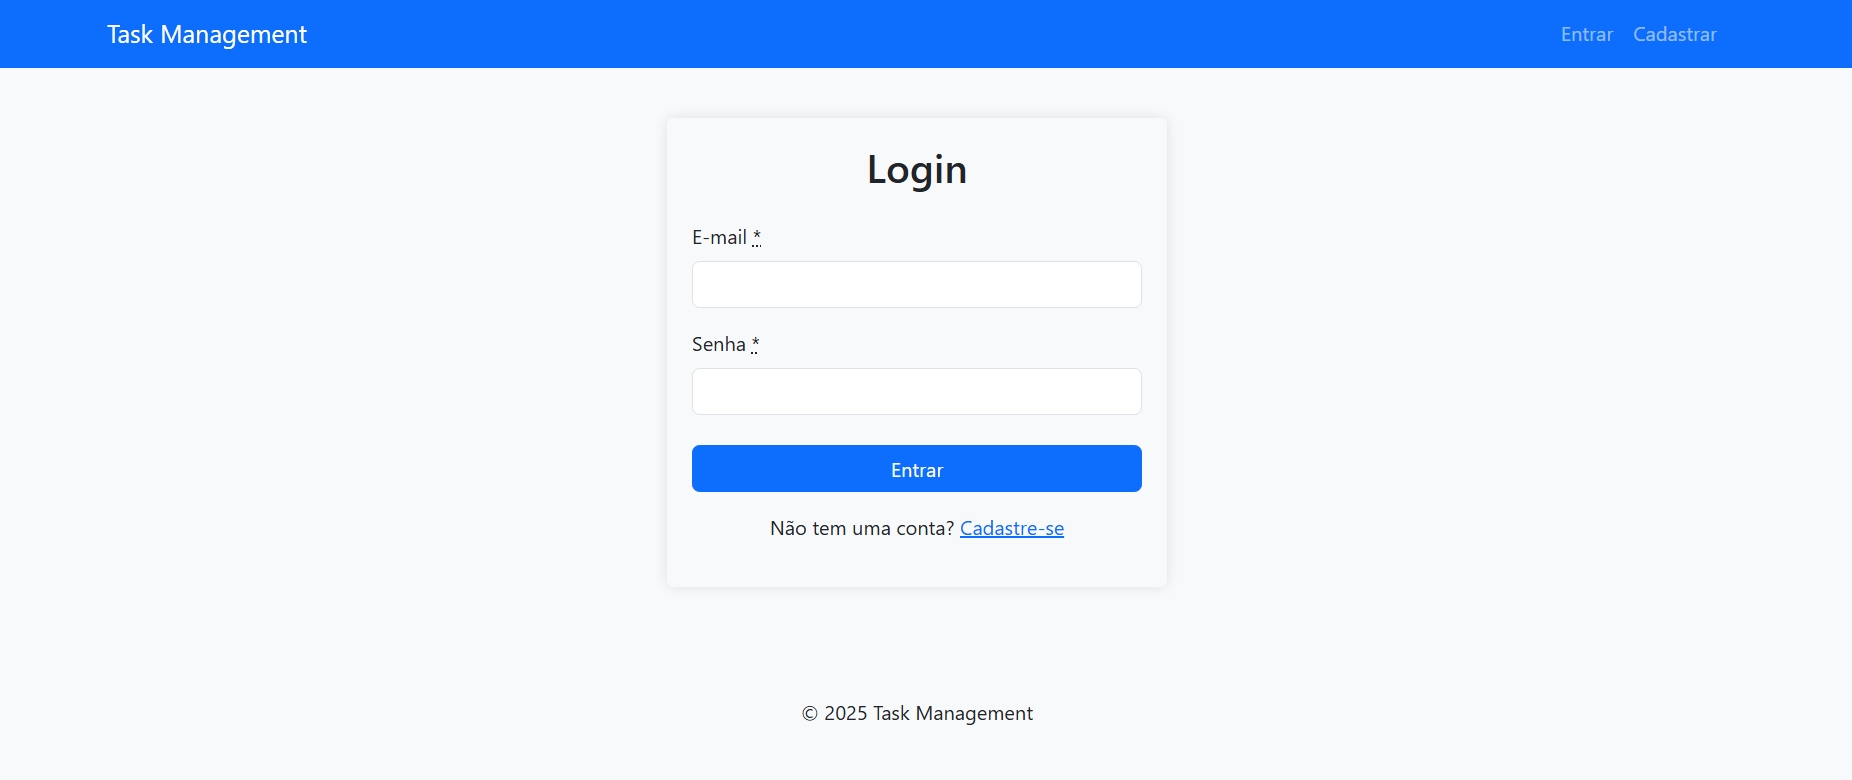 Task Management
Entrar Cadastrar
Login
E-mail *
Senha *
Entrar
Não tem uma conta? Cadastre-se
© 2025 Task Management